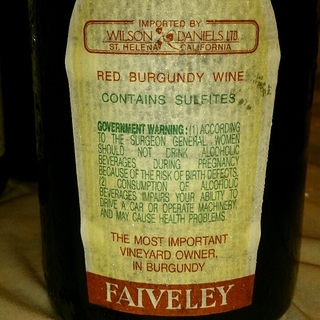 IMPORTED BY
WILSON DANIELS LTD.
ST. HELENA CALIFORNIA
RED BURGUNDY WINE
CONTAINS SULFITES
GOVERNMENT WARNING: (1) ACCORDING
TO THE SURGEON GENERAL, WOMEN
SHOULD NOT DRINK ALCOHOLIC
BEVERAGES DURING PREGNANCY
BECAUSE OF THE RISK OF BIRTH DEFECTS.
(2) CONSUMPTION OF ALCOHOLIC
BEVERAGES IMPAIRS YOUR ABILITY TO
DRIVE A CAR OR OPERATE MACHINERY,
AND MAY CAUSE HEALTH PROBLEMS
THE MOST IMPORTANT
VINEYARD OWNER,
IN BURGUNDY
FAIVELEY